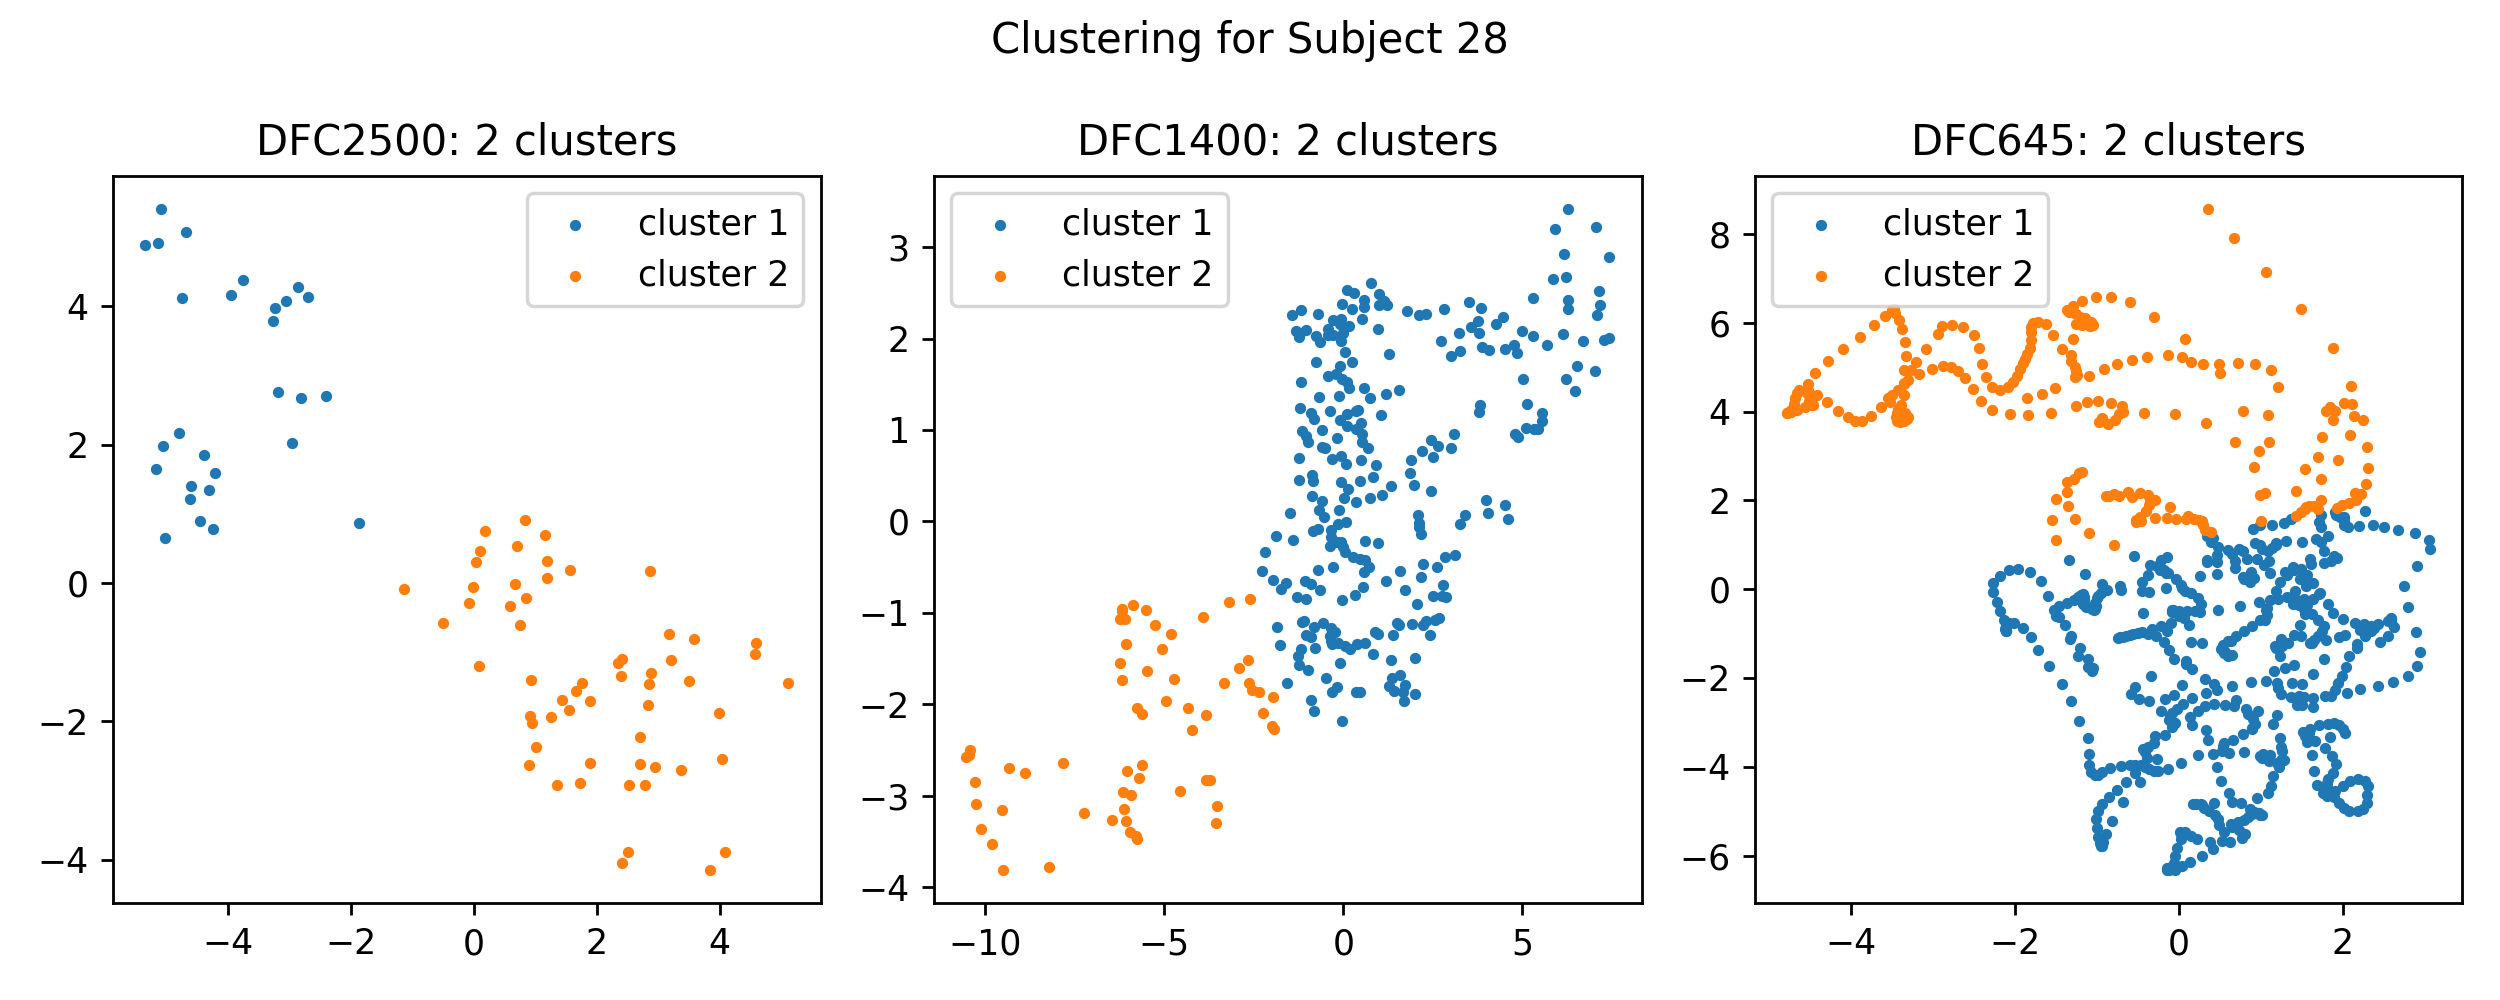 Clustering for Subject 28
DFC2500: 2 clusters
cluster 1
cluster 2
4
2
0
−2
−4
−4 −2 0 2 4
DFC1400: 2 clusters
cluster 1
cluster 2
3
2
1
0
−1
−2
−3
−4
−10 −5 0 5
DFC645: 2 clusters
cluster 1
cluster 2
8
6
4
2
0
−2
−4
−6
−4 −2 0 2